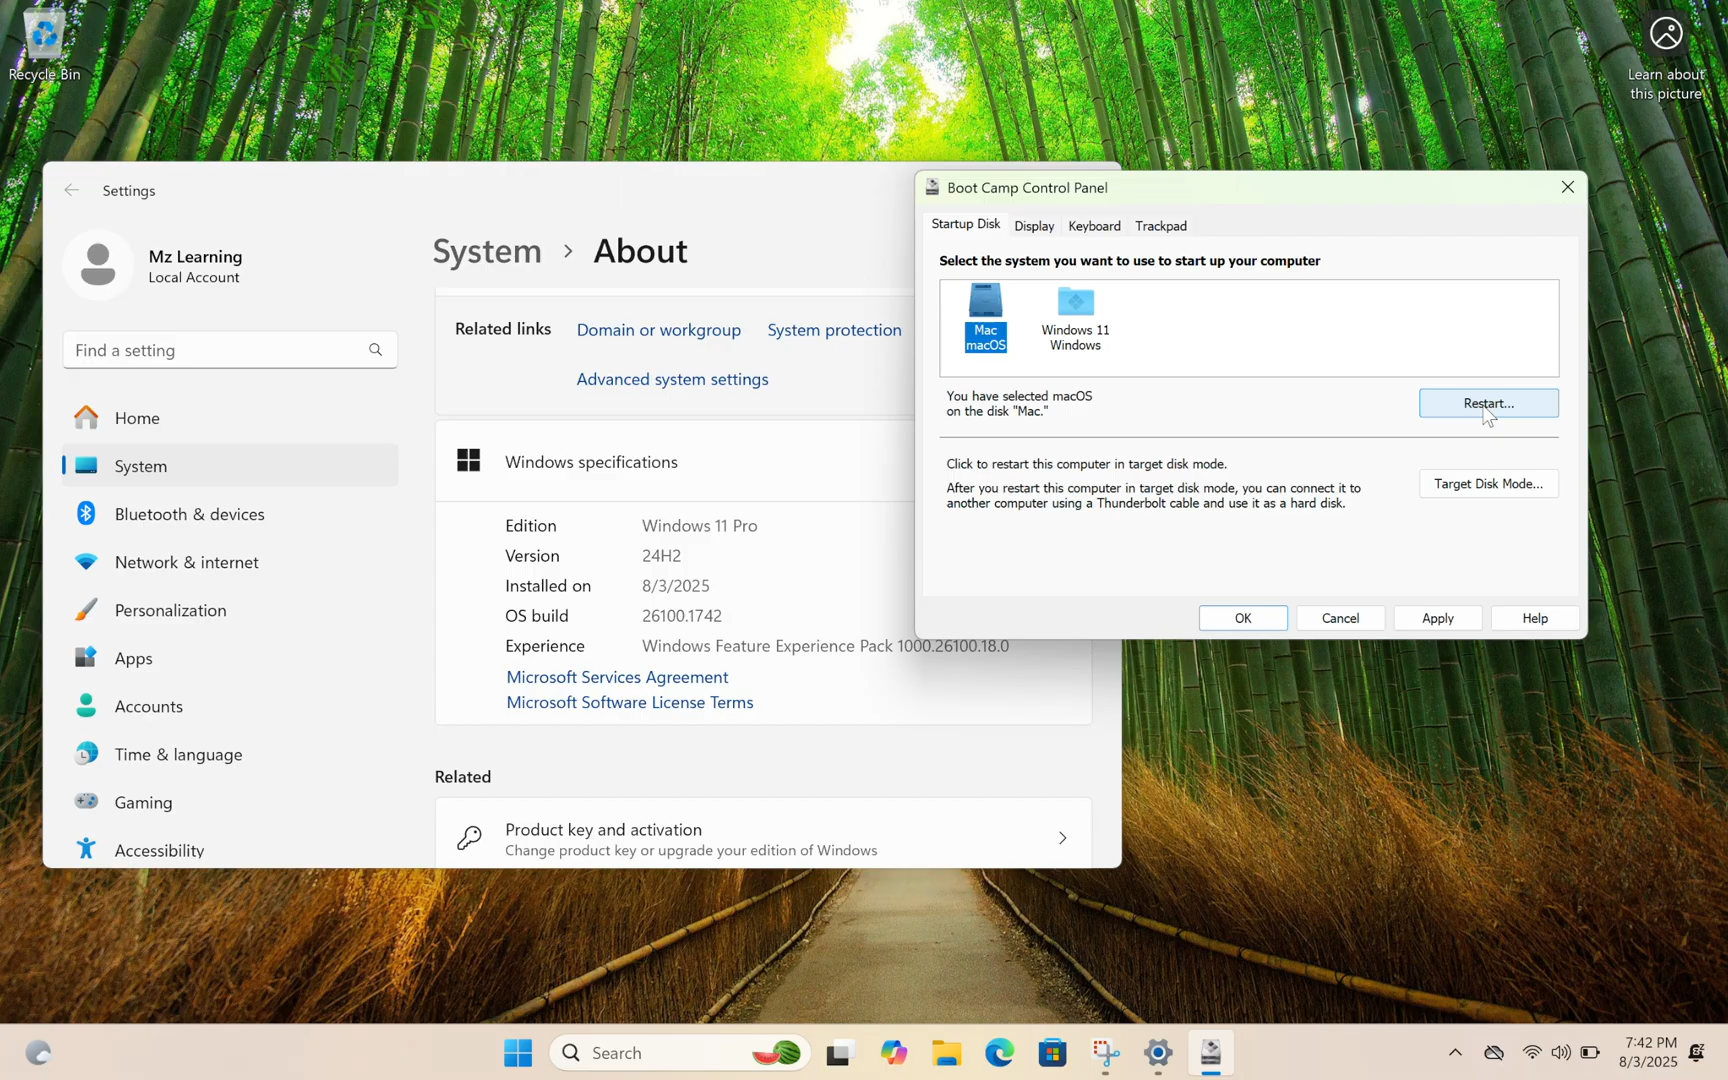 Recycle Bin
Learn about
this picture
Settings
Mz Learning
Local Account
Find a setting
Home
System
Bluetooth & devices
Network & internet
Personalization
Apps
Accounts
Time & language
Gaming
Accessibility
System > About
Related links Domain or workgroup System protection
Advanced system settings
Windows specifications
Edition Windows 11 Pro
Version 24H2
Installed on 8/3/2025
OS build 26100.1742
Experience Windows Feature Experience Pack 1000.26100.18.0
Microsoft Services Agreement
Microsoft Software License Terms
Related
Product key and activation
Change product key or upgrade your edition of Windows
Boot Camp Control Panel
Startup Disk Display Keyboard Trackpad
Select the system you want to use to start up your computer
Mac
macOS
Windows 11
Windows
You have selected macOS
on the disk "Mac."
Restart...
Click to restart this computer in target disk mode.
After you restart this computer in target disk mode, you can connect it to
another computer using a Thunderbolt cable and use it as a hard disk.
Target Disk Mode...
OK Cancel Apply Help
Search
7:42 PM
8/3/2025